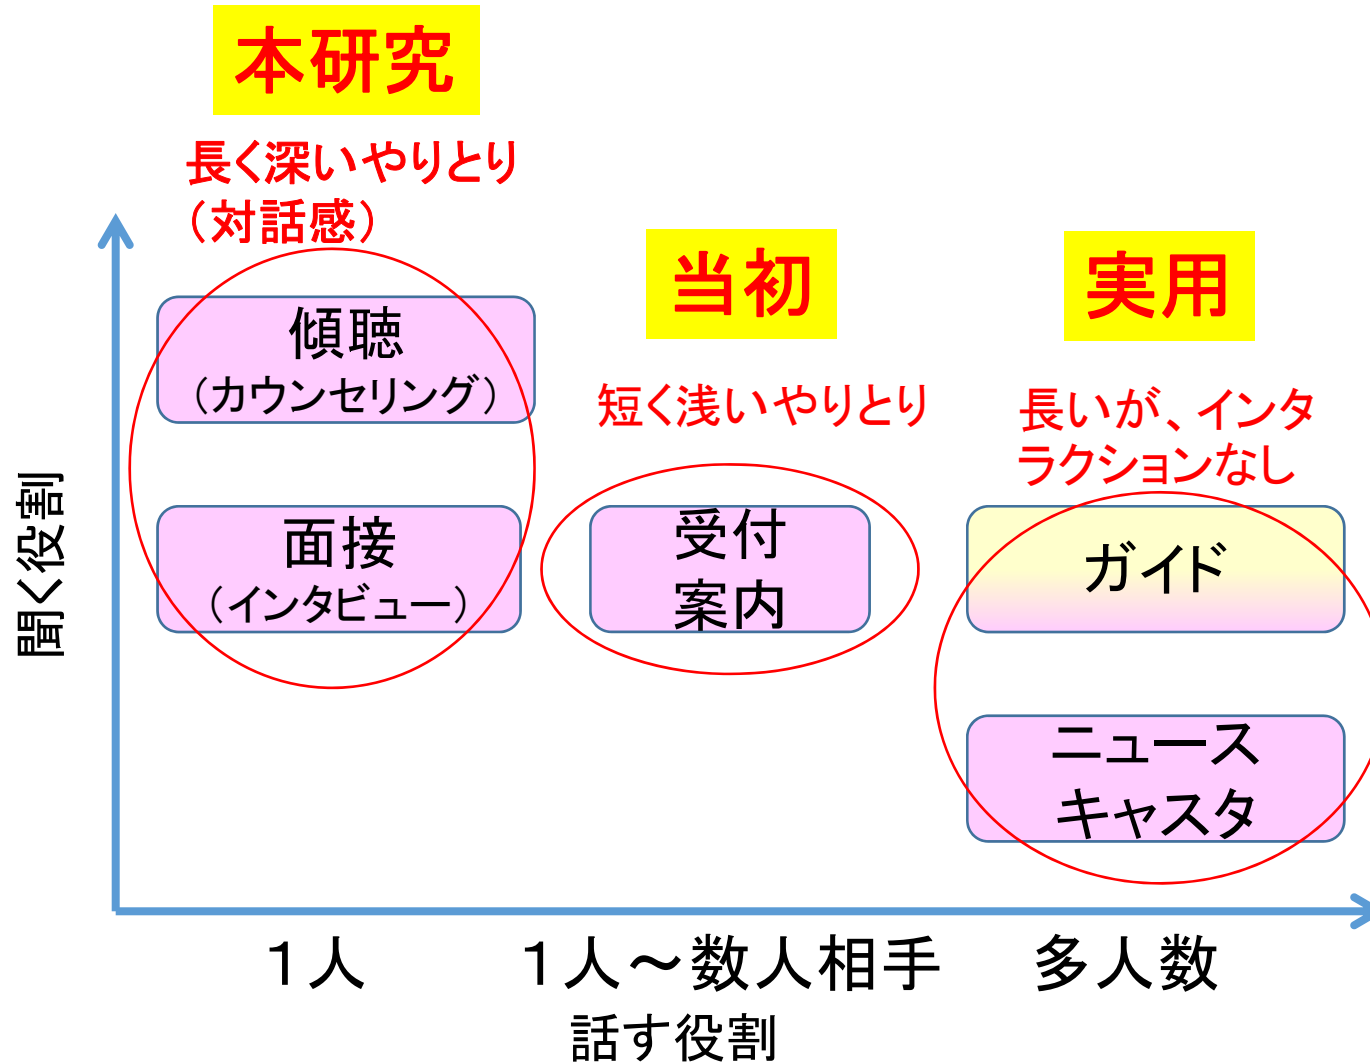 本研究
長く深いやりとり
（対話感）
傾聴
（カウンセリング）
面接
（インタビュー）
当初
短く浅いやりとり
受付
案内
実用
長いが、インタ
ラクションなし
ガイド
ニュース
キャスタ
聞く役割
１人
１人～数人相手
多人数
話す役割